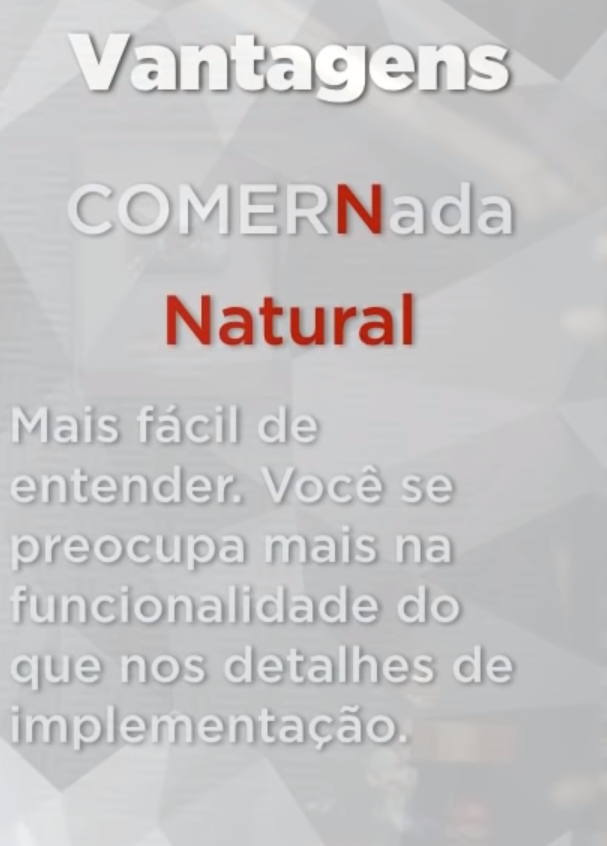 Vantagens
COMERNada
Natural
Mais fácil de
entender. Você se
preocupa mais na
funcionalidade do
que nos detalhes de
implementação.